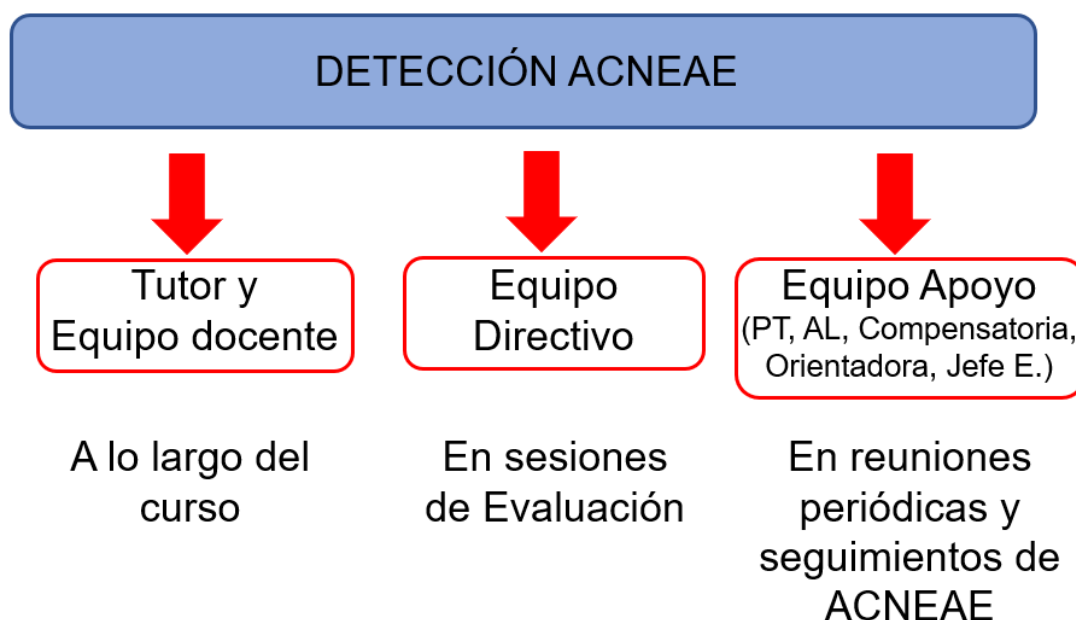 DETECCIÓN ACNEAE
Tutor y
Equipo docente
A lo largo del
curso
Equipo
Directivo
En sesiones
de Evaluación
Equipo Apoyo
(PT, AL, Compensatoria,
Orientadora, Jefe E.)
En reuniones
periódicas y
seguimientos de
ACNEAE